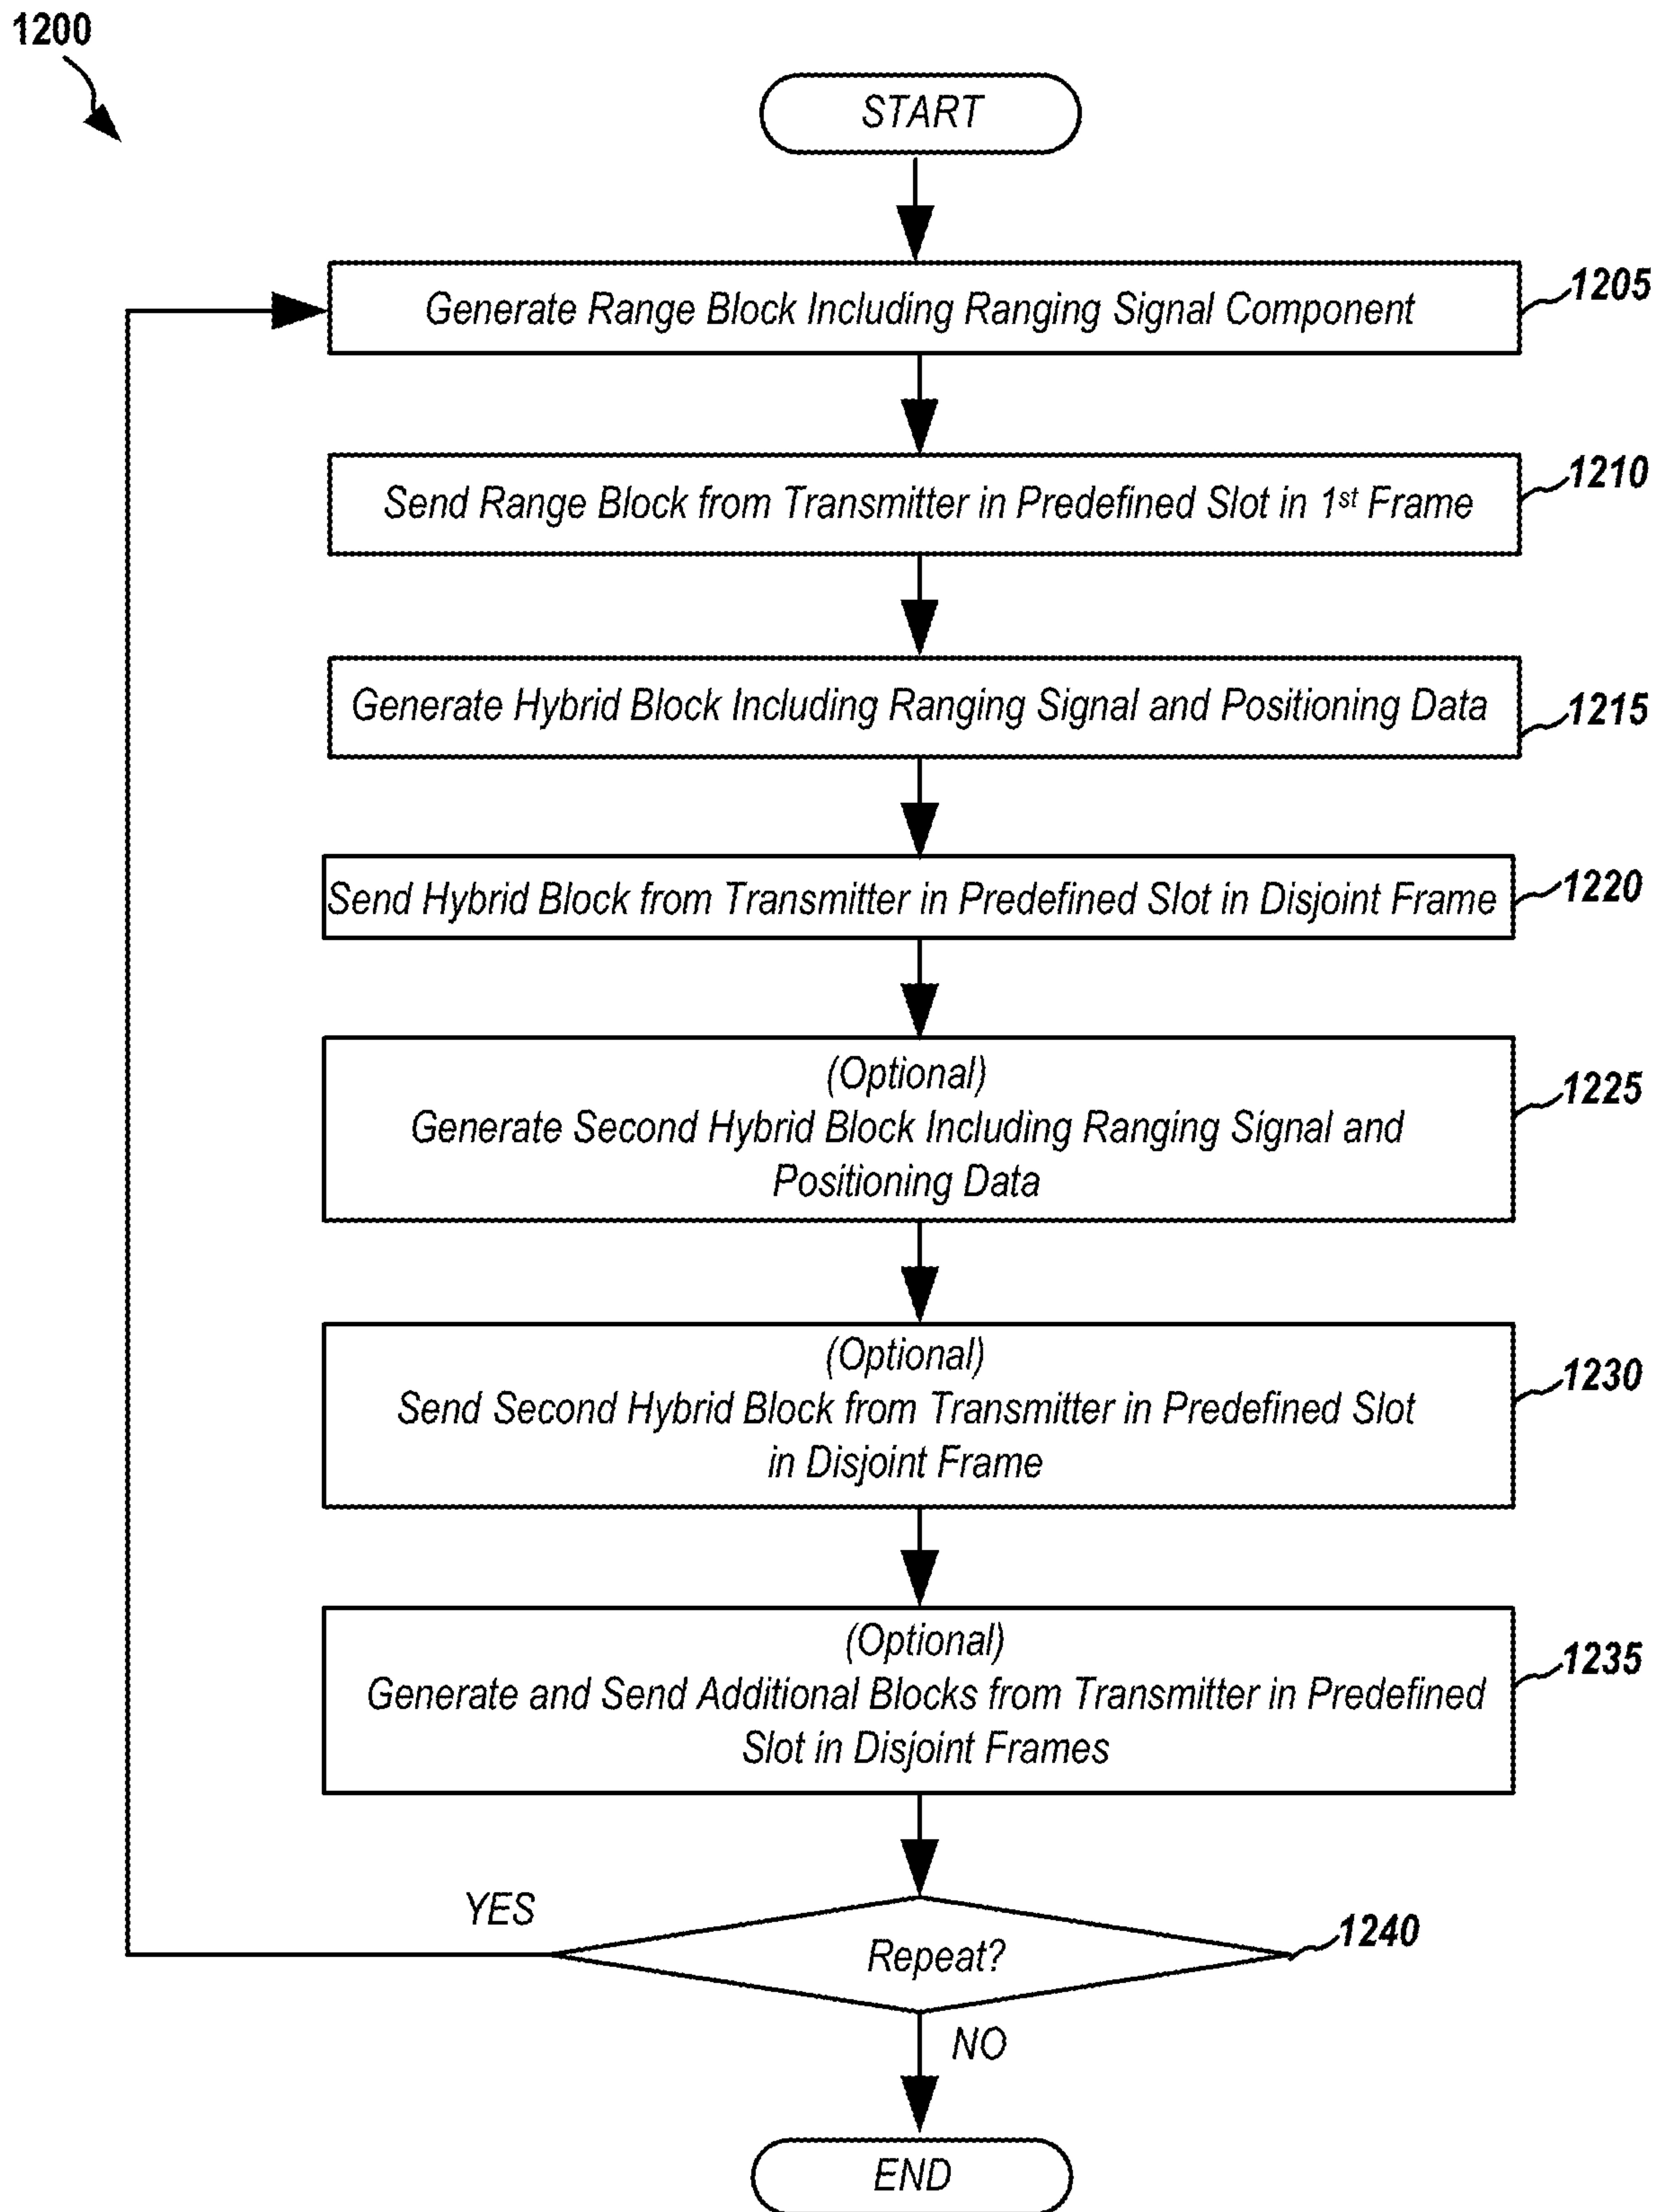 1200
START
Generate Range Block Including Ranging Signal Component
1205
Send Range Block from Transmitter in Predefined Slot in 1st Frame
1210
Generate Hybrid Block Including Ranging Signal and Positioning Data
1215
Send Hybrid Block from Transmitter in Predefined Slot in Disjoint Frame
1220
(Optional)
Generate Second Hybrid Block Including Ranging Signal and
Positioning Data
1225
(Optional)
Send Second Hybrid Block from Transmitter in Predefined Slot
in Disjoint Frame
1230
(Optional)
Generate and Send Additional Blocks from Transmitter in Predefined
Slot in Disjoint Frames
1235
YES
Repeat?
1240
NO
END